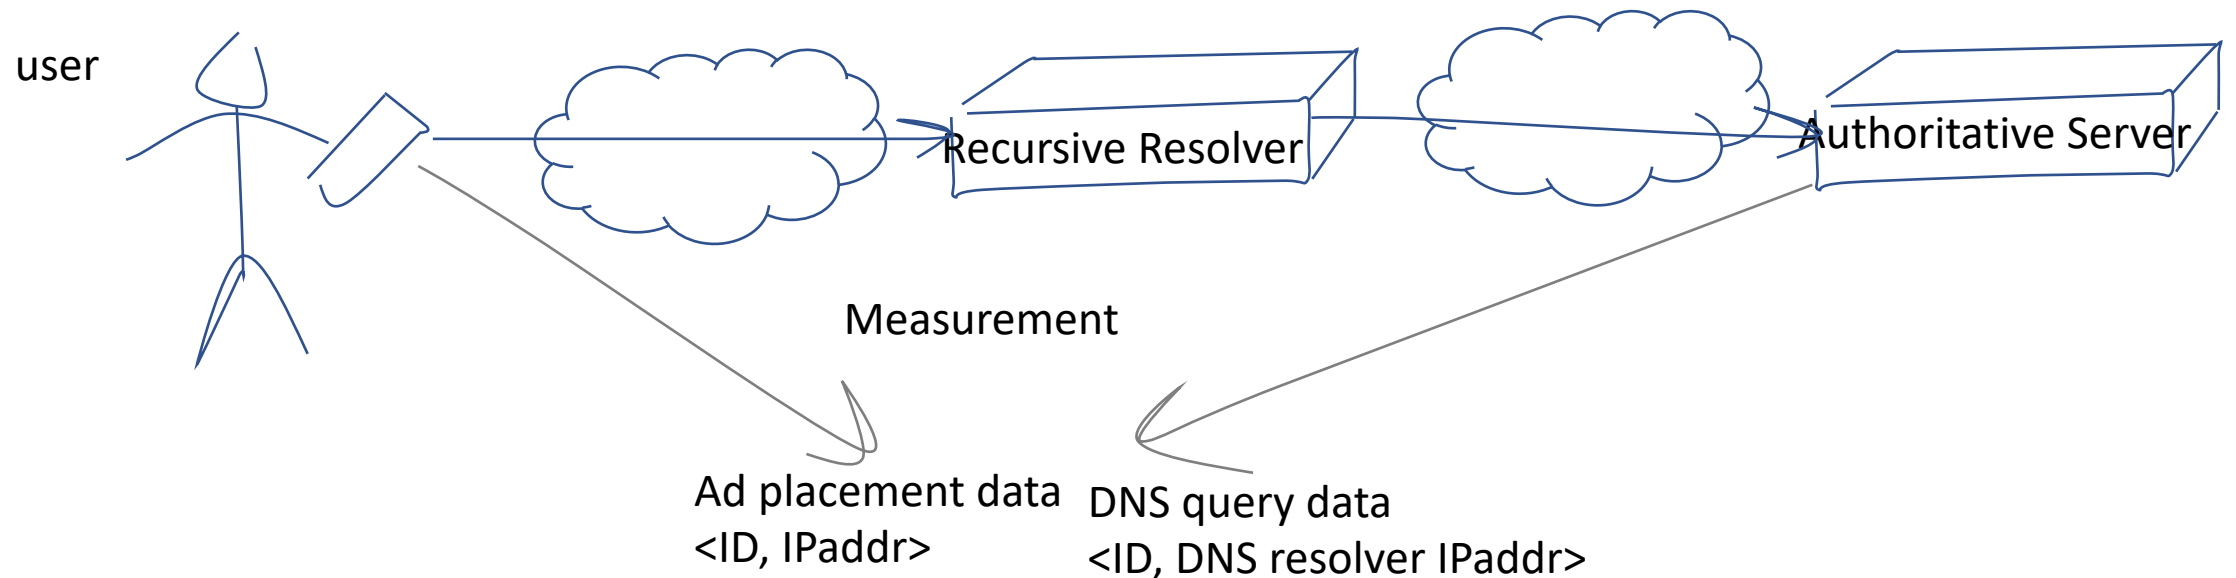 user
Recursive Resolver
Authoritative Server
Measurement
Ad placement data
<ID, IPaddr>
DNS query data
<ID, DNS resolver IPaddr>